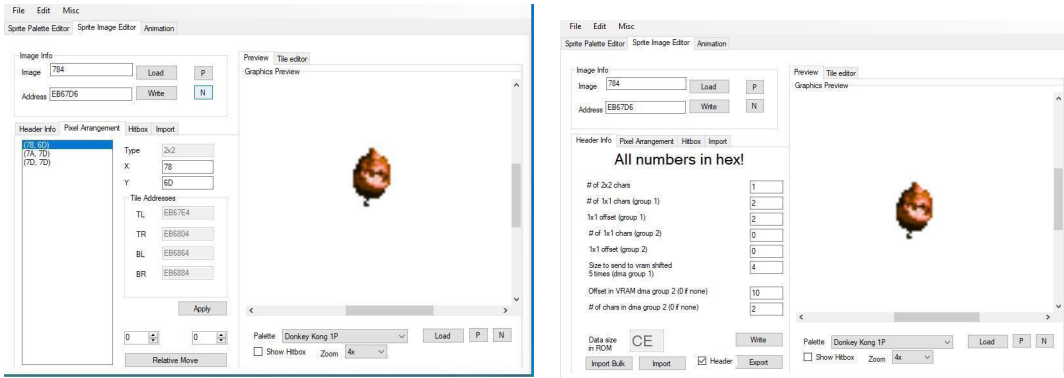 File Edit Misc
Sprite Palette Editor Sprite Image Editor Animation
Image Info
Image 784 Load P
Address EB67D6 Write N
Header Info Pixel Arrangement Hitbox Import
(78, 6D)
(7A, 7D)
(7D, 7D)
Type 2x2
X 78
Y 6D
Tile Addresses
TL EB67E4
TR EB6804
BL EB6864
BR EB6884
Apply
0 0
Relative Move
Preview Tile editor
Graphics Preview
Palette Donkey Kong 1P Load P N
Show Hitbox Zoom 4x
File Edit Misc
Sprite Palette Editor Sprite Image Editor Animation
Image Info
Image 784 Load P
Address EB67D6 Write N
Header Info Pixel Arrangement Hitbox Import
All numbers in hex!
# of 2x2 chars 1
# of 1x1 chars (group 1) 2
1x1 offset (group 1) 2
# of 1x1 chars (group 2) 0
1x1 offset (group 2) 0
Size to send to vram shifted
5 times (dma group 1) 4
Offset in VRAM dma group 2 (0 if none) 10
# of chars in dma group 2 (0 if none) 2
Data size
in ROM CE Write
Import Bulk Import Header Export
Preview Tile editor
Graphics Preview
Palette Donkey Kong 1P Load P N
Show Hitbox Zoom 4x